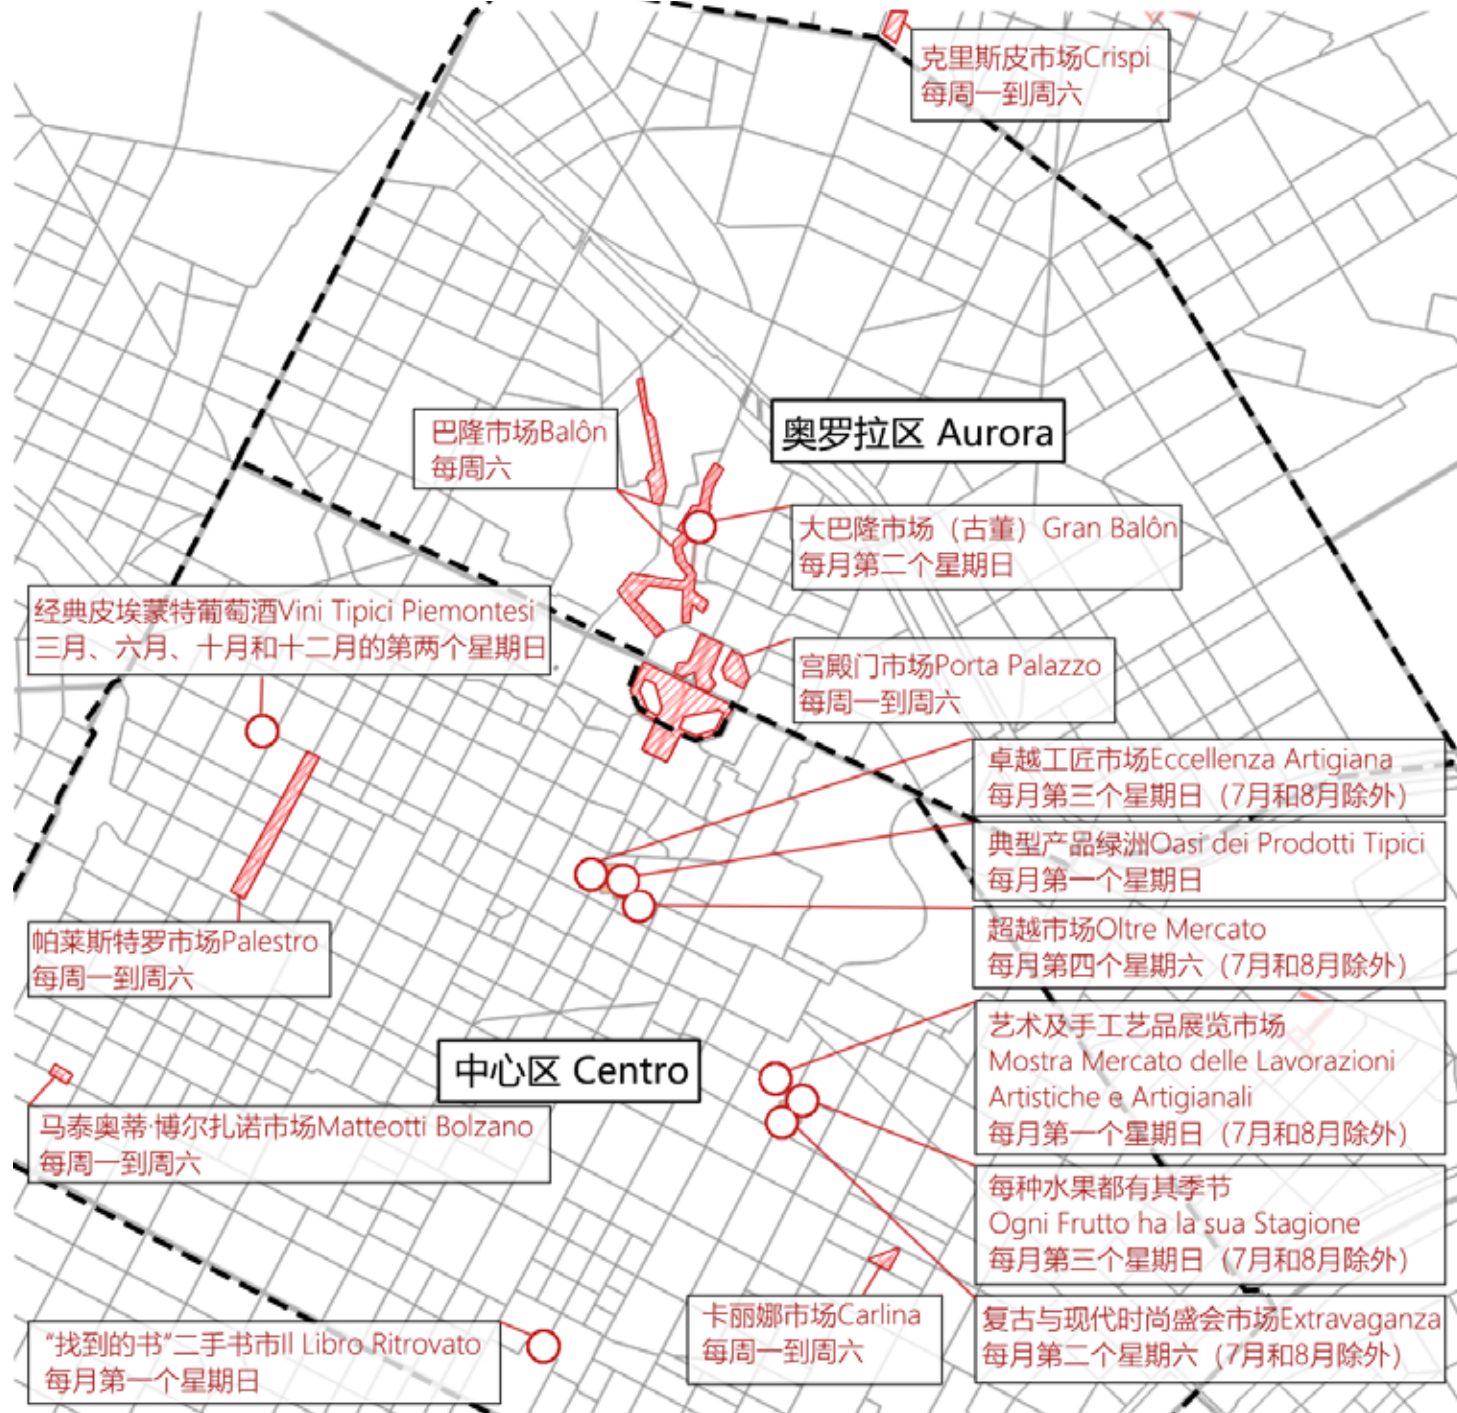 克里斯皮市场Crispi
每周一到周六
奥罗拉区 Aurora
巴隆市场Balôn
每周六
大巴隆市场（古董）Gran Balôn
每月第二个星期日
经典皮埃蒙特葡萄酒Vini Tipici Piemontesi
三月、六月、十月和十二月的第两个星期日
宫殿门市场Porta Palazzo
每周一到周六
卓越工匠市场Eccellenza Artigiana
每月第三个星期日（7月和8月除外）
典型产品绿洲Oasi dei Prodotti Tipici
每月第一个星期日
超越市场Oltre Mercato
每月第四个星期六（7月和8月除外）
帕莱斯特罗市场Palestro
每周一到周六
艺术及手工艺品展览市场
Mostra Mercato delle Lavorazioni
Artistiche e Artigianali
每月第一个星期日（7月和8月除外）
中心区 Centro
马泰奥蒂·博尔扎诺市场Matteotti Bolzano
每周一到周六
每种水果都有其季节
Ogni Frutto ha la sua Stagione
每月第三个星期日（7月和8月除外）
卡丽娜市场Carlina
每周一到周六
复古与现代时尚盛会市场Extravaganza
每月第二个星期六（7月和8月除外）
“找到的书”二手书市Il Libro Ritrovato
每月第一个星期日